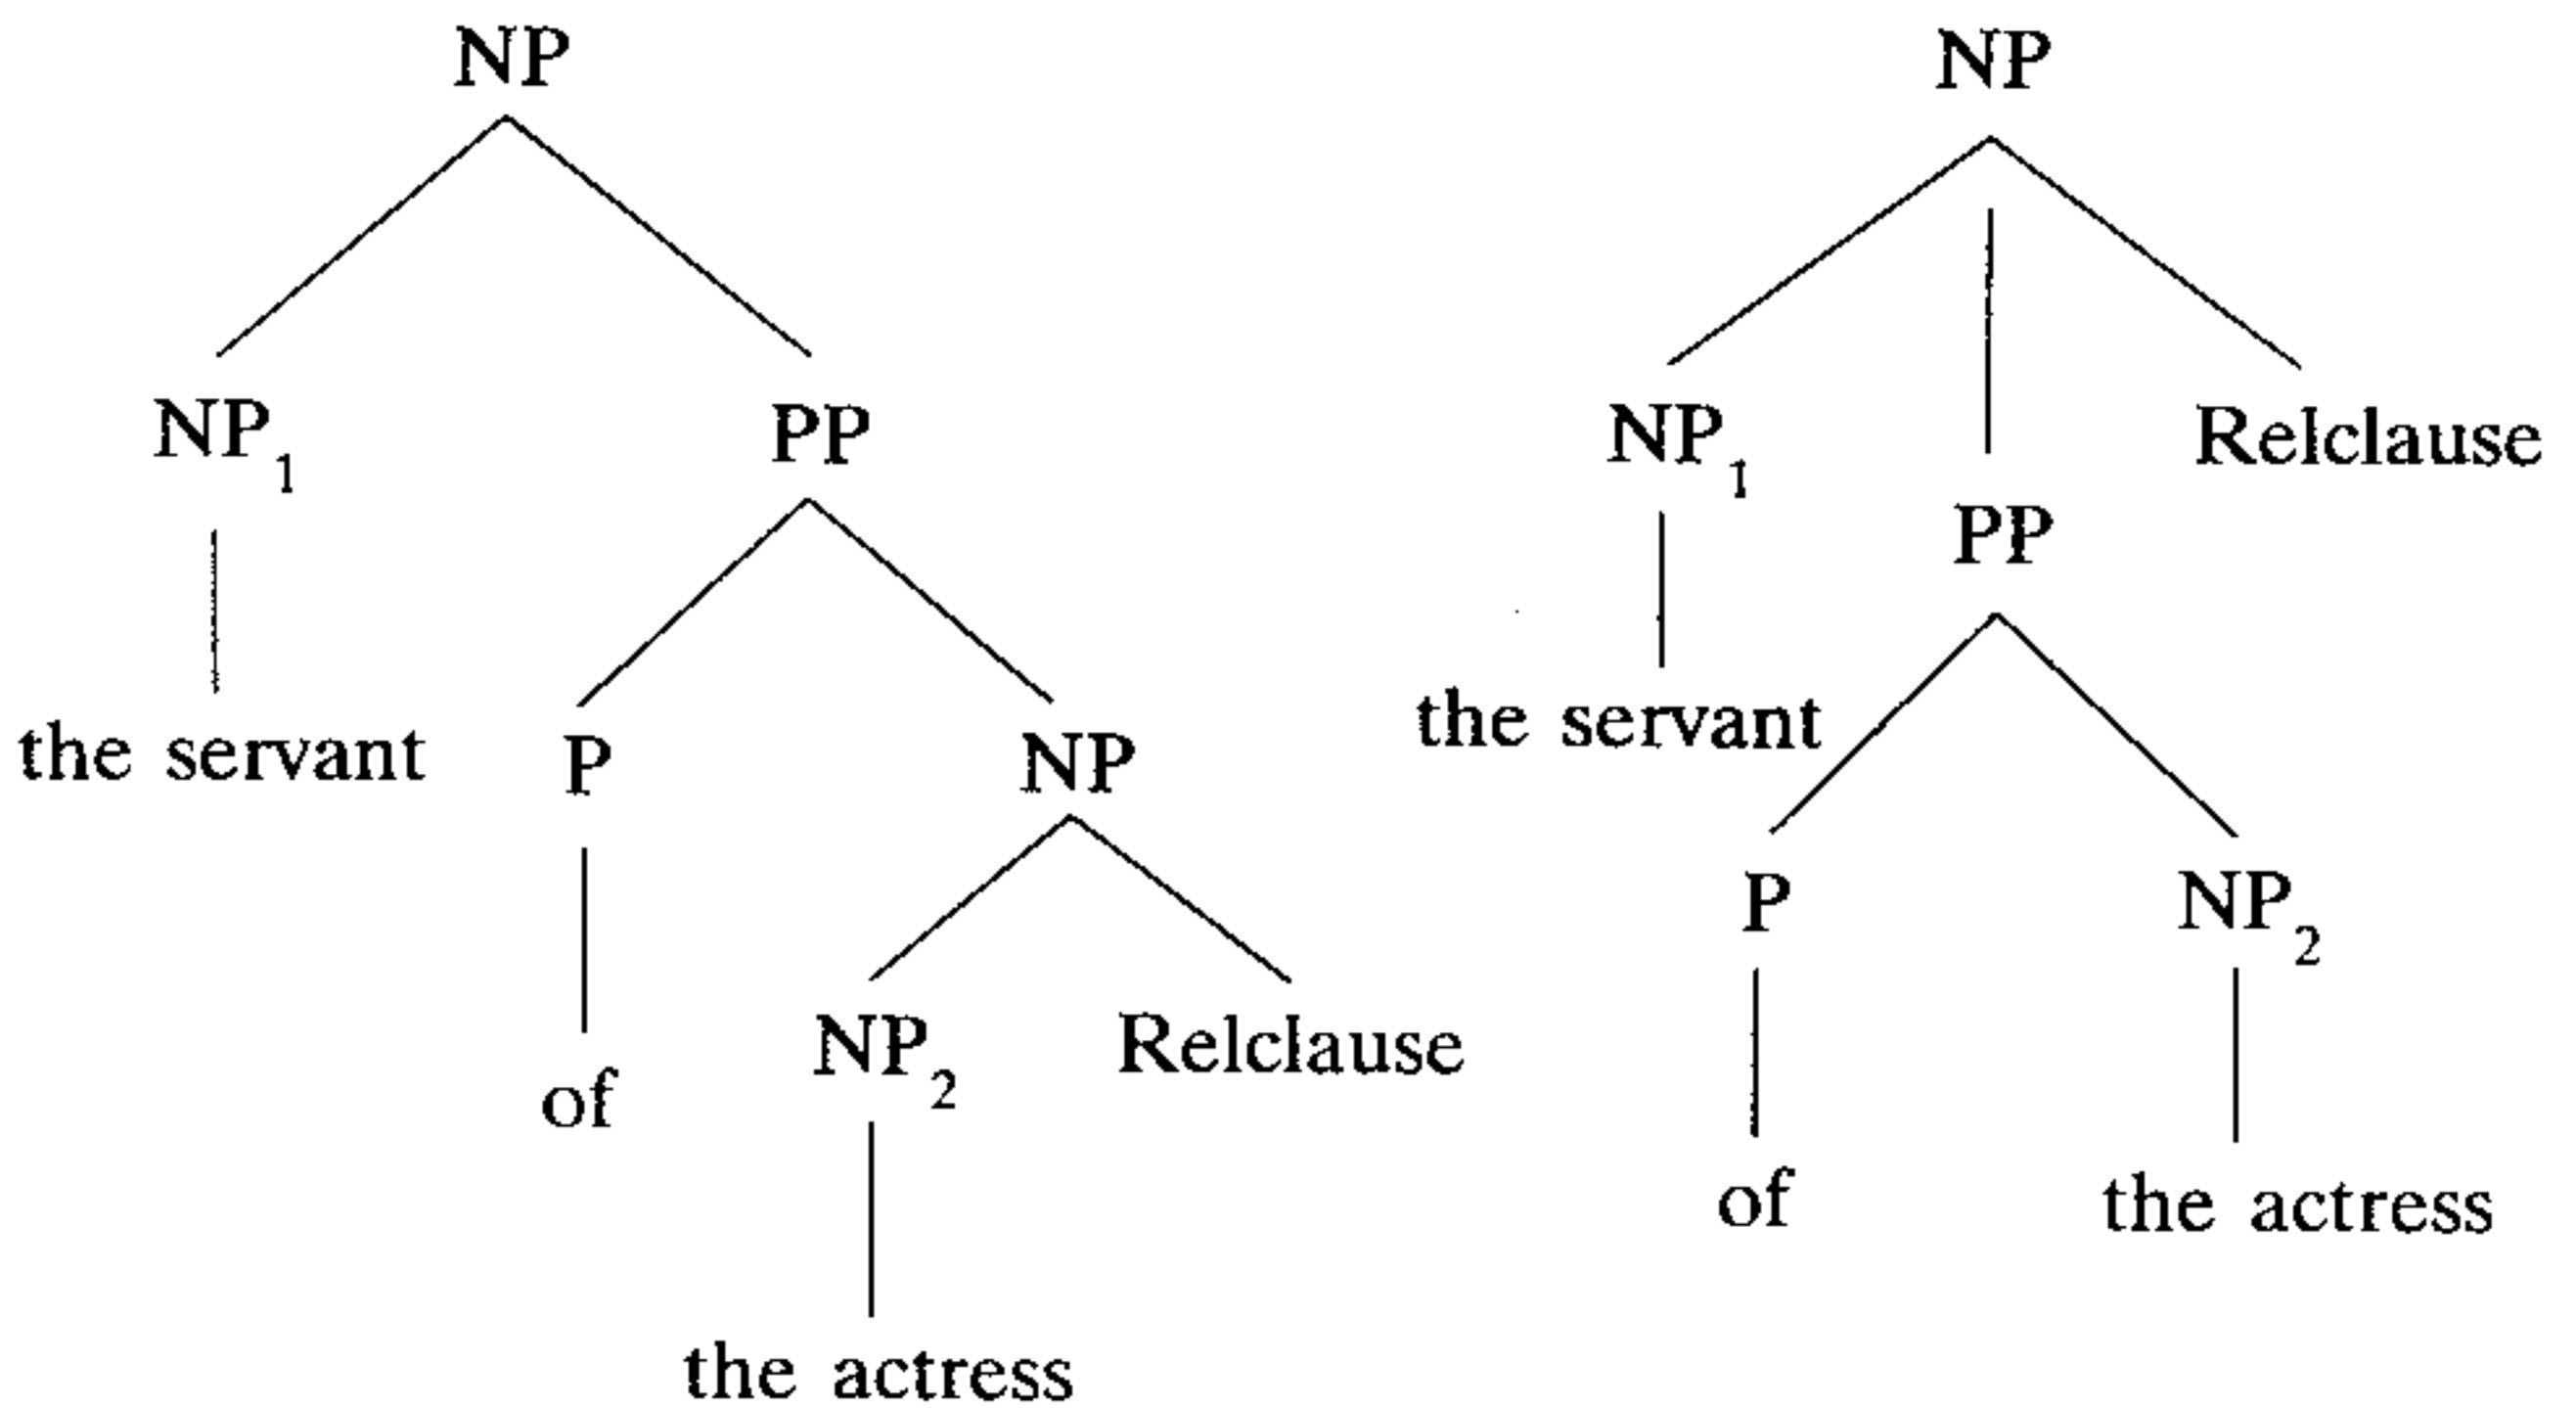 NP
NP1 PP
the servant P NP
of NP2 Relclause
the actress
NP
NP1 PP Relclause
the servant
P NP2
of the actress